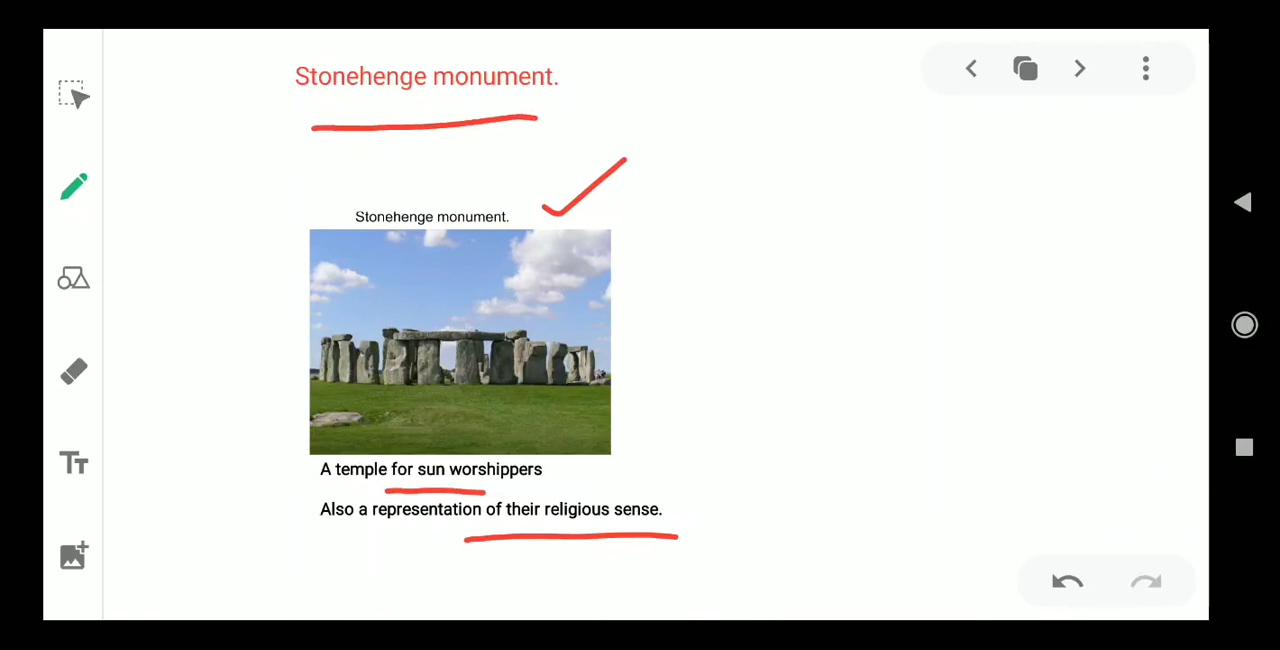 Stonehenge monument.
Stonehenge monument.
A temple for sun worshippers
Also a representation of their religious sense.